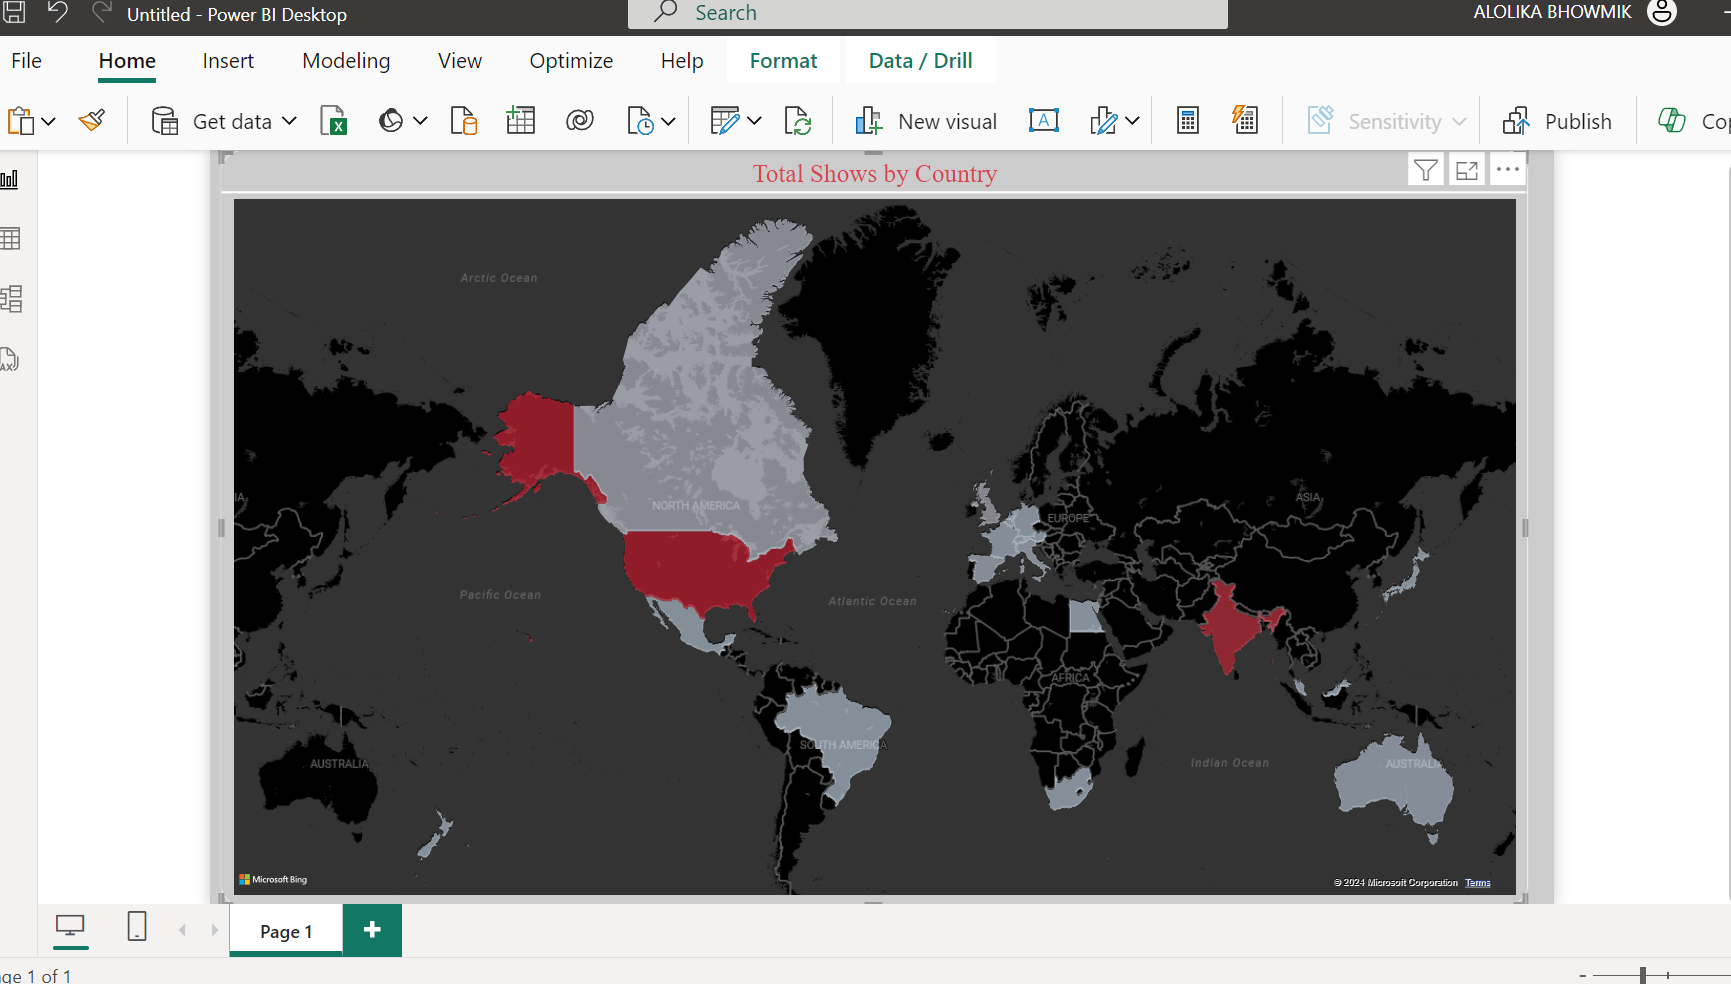 Untitled - Power BI Desktop
Search
ALOLIKA BHOWMIK
File Home Insert Modeling View Optimize Help Format Data / Drill
Get data
New visual
Sensitivity
Publish
Total Shows by Country
Arctic Ocean
NORTH AMERICA
EUROPE
ASIA
Pacific Ocean
Atlantic Ocean
AFRICA
SOUTH AMERICA
Indian Ocean
AUSTRALIA
AUSTRALIA
Microsoft Bing
© 2024 Microsoft Corporation Terms
Page 1
1 of 1